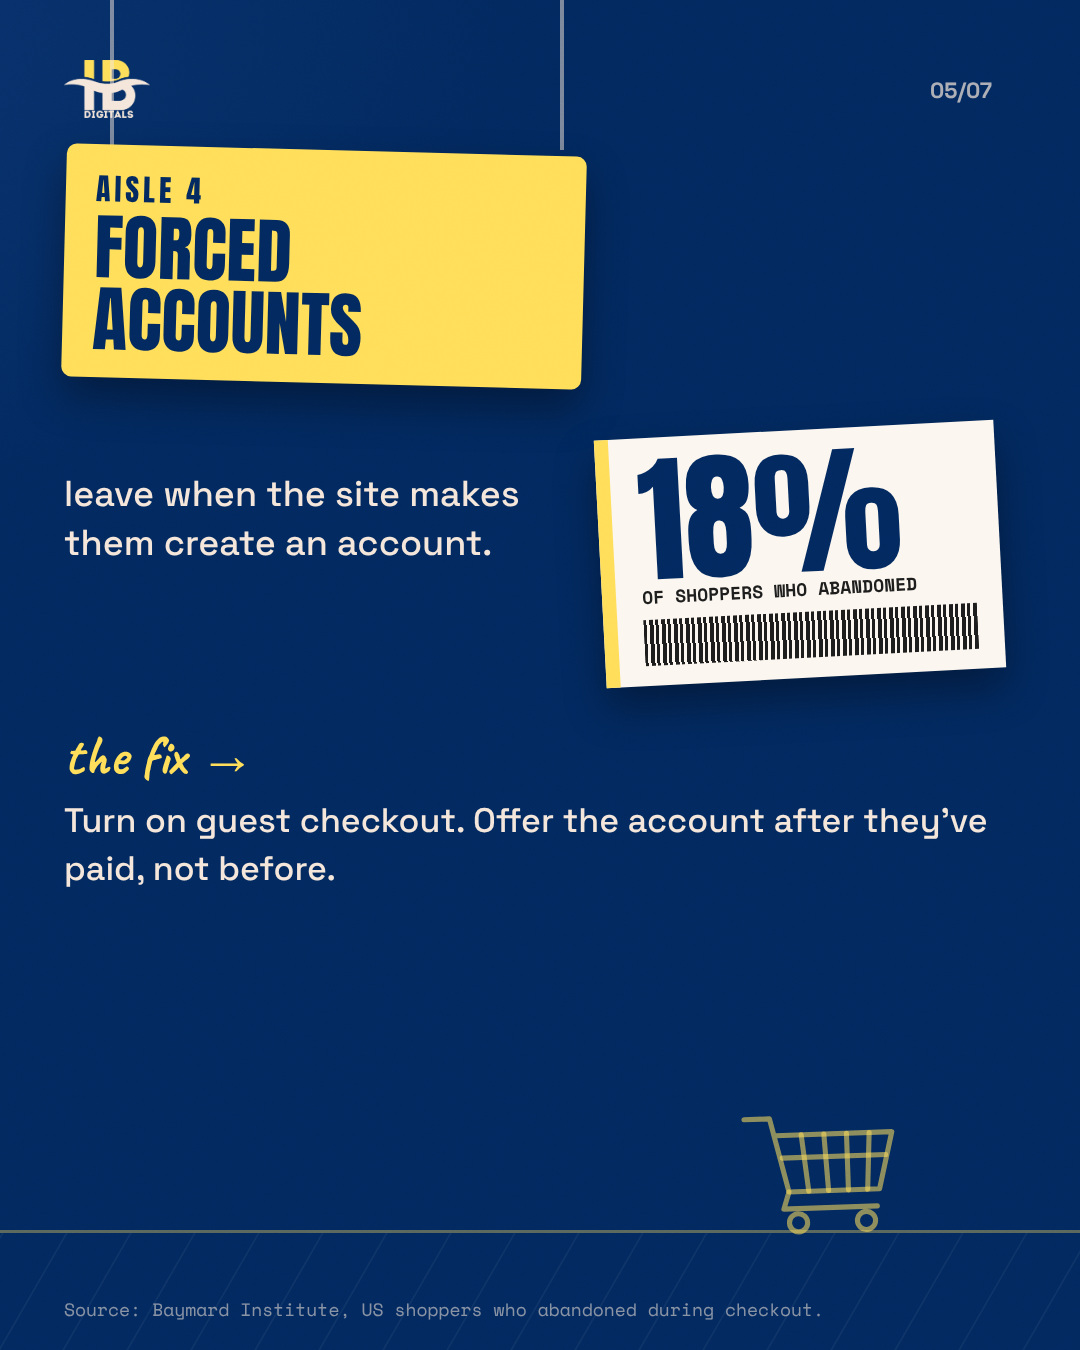 HB
DIGITALS
05/07
AISLE 4
FORCED
ACCOUNTS
18%
OF SHOPPERS WHO ABANDONED
leave when the site makes
them create an account.
the fix →
Turn on guest checkout. Offer the account after they’ve
paid, not before.
Source: Baymard Institute, US shoppers who abandoned during checkout.